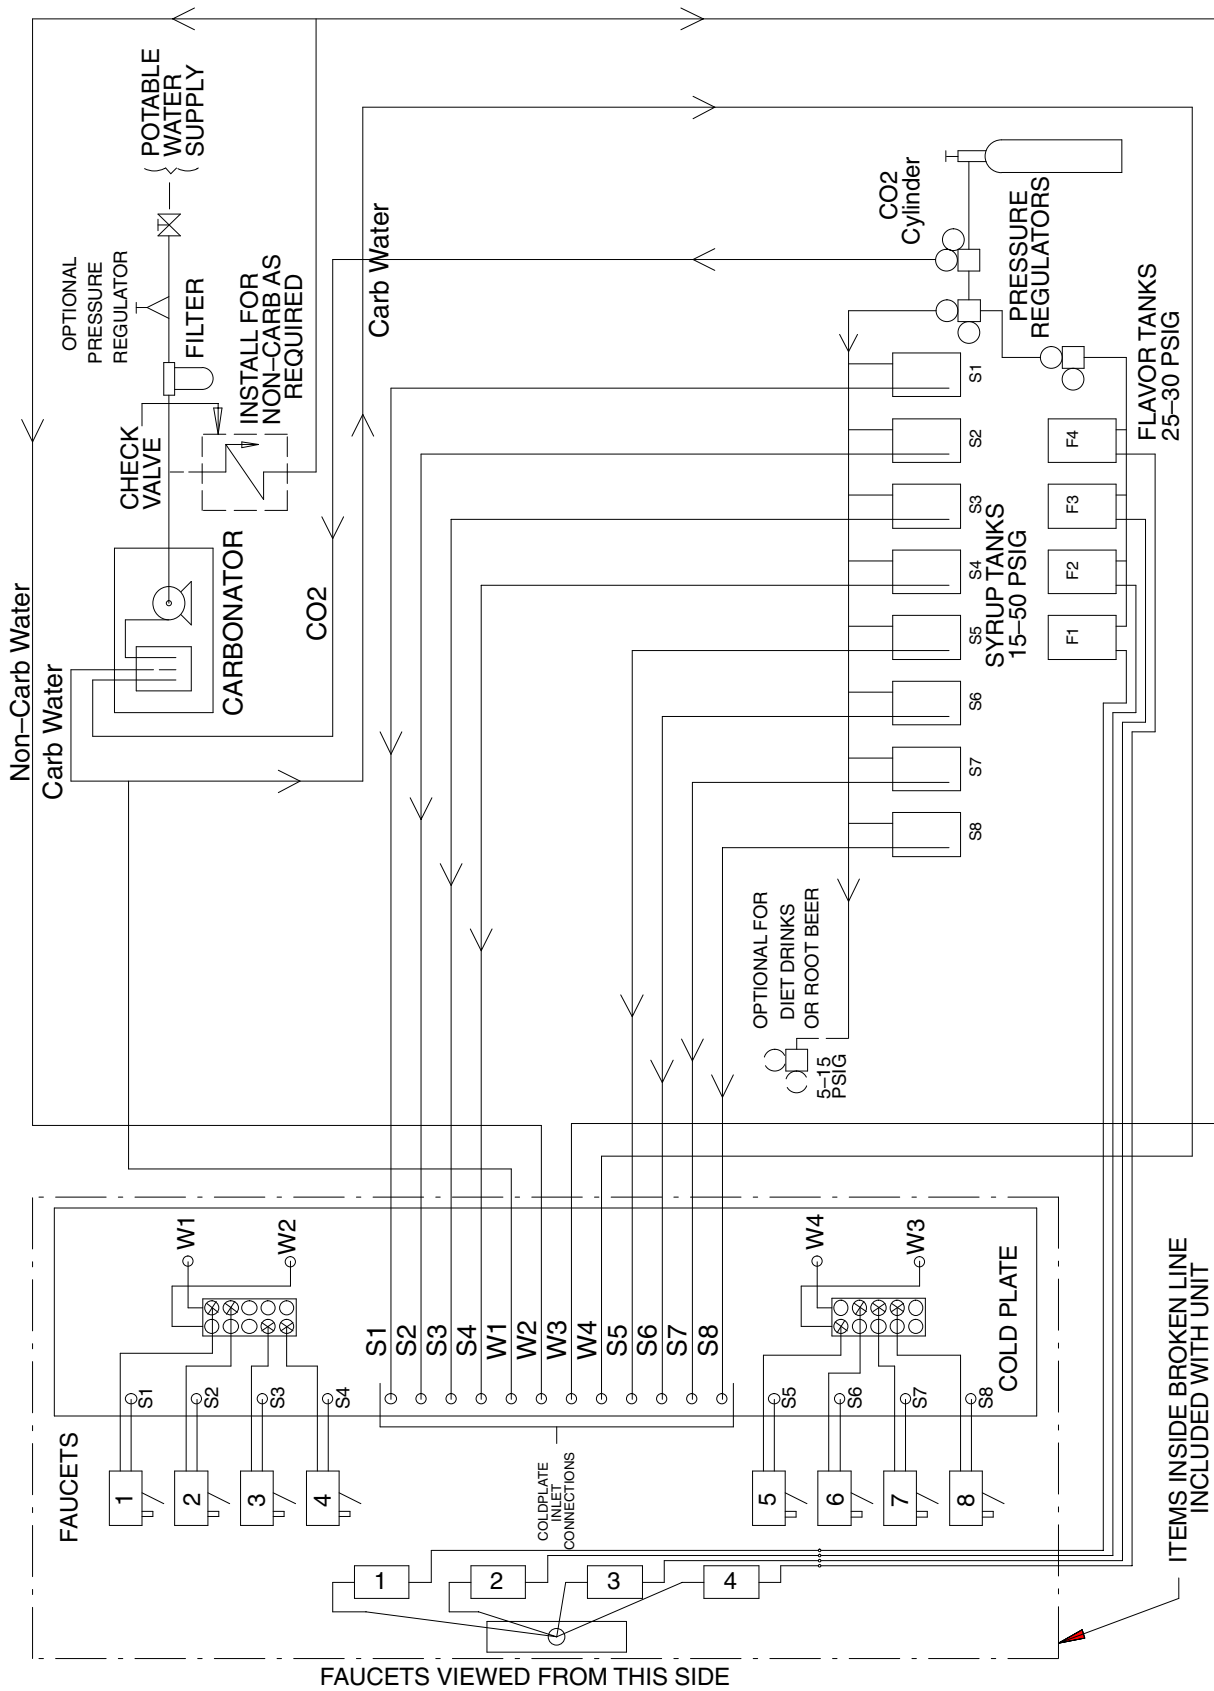 POTABLE
WATER
SUPPLY
OPTIONAL
PRESSURE
REGULATOR
FILTER
INSTALL FOR
NON–CARB AS
REQUIRED
CHECK
VALVE
Carb Water
CO2
Cylinder
PRESSURE
REGULATORS
FLAVOR TANKS
25–30 PSIG
S1
S2
S3
S4
S5
S6
S7
S8
SYRUP TANKS
15–50 PSIG
F4
F3
F2
F1
CARBONATOR
CO2
Non–Carb Water
Carb Water
OPTIONAL FOR
DIET DRINKS
OR ROOT BEER
5–15
PSIG
W1
W2
W4
W3
COLD PLATE
S1
S2
S3
S4
W1
W2
W3
W4
S5
S6
S7
S8
S1
S2
S3
S4
S5
S6
S7
S8
FAUCETS
1
2
3
4
5
6
7
8
COLDPLATE
INLET
CONNECTIONS
1
2
3
4
ITEMS INSIDE BROKEN LINE
INCLUDED WITH UNIT
FAUCETS VIEWED FROM THIS SIDE